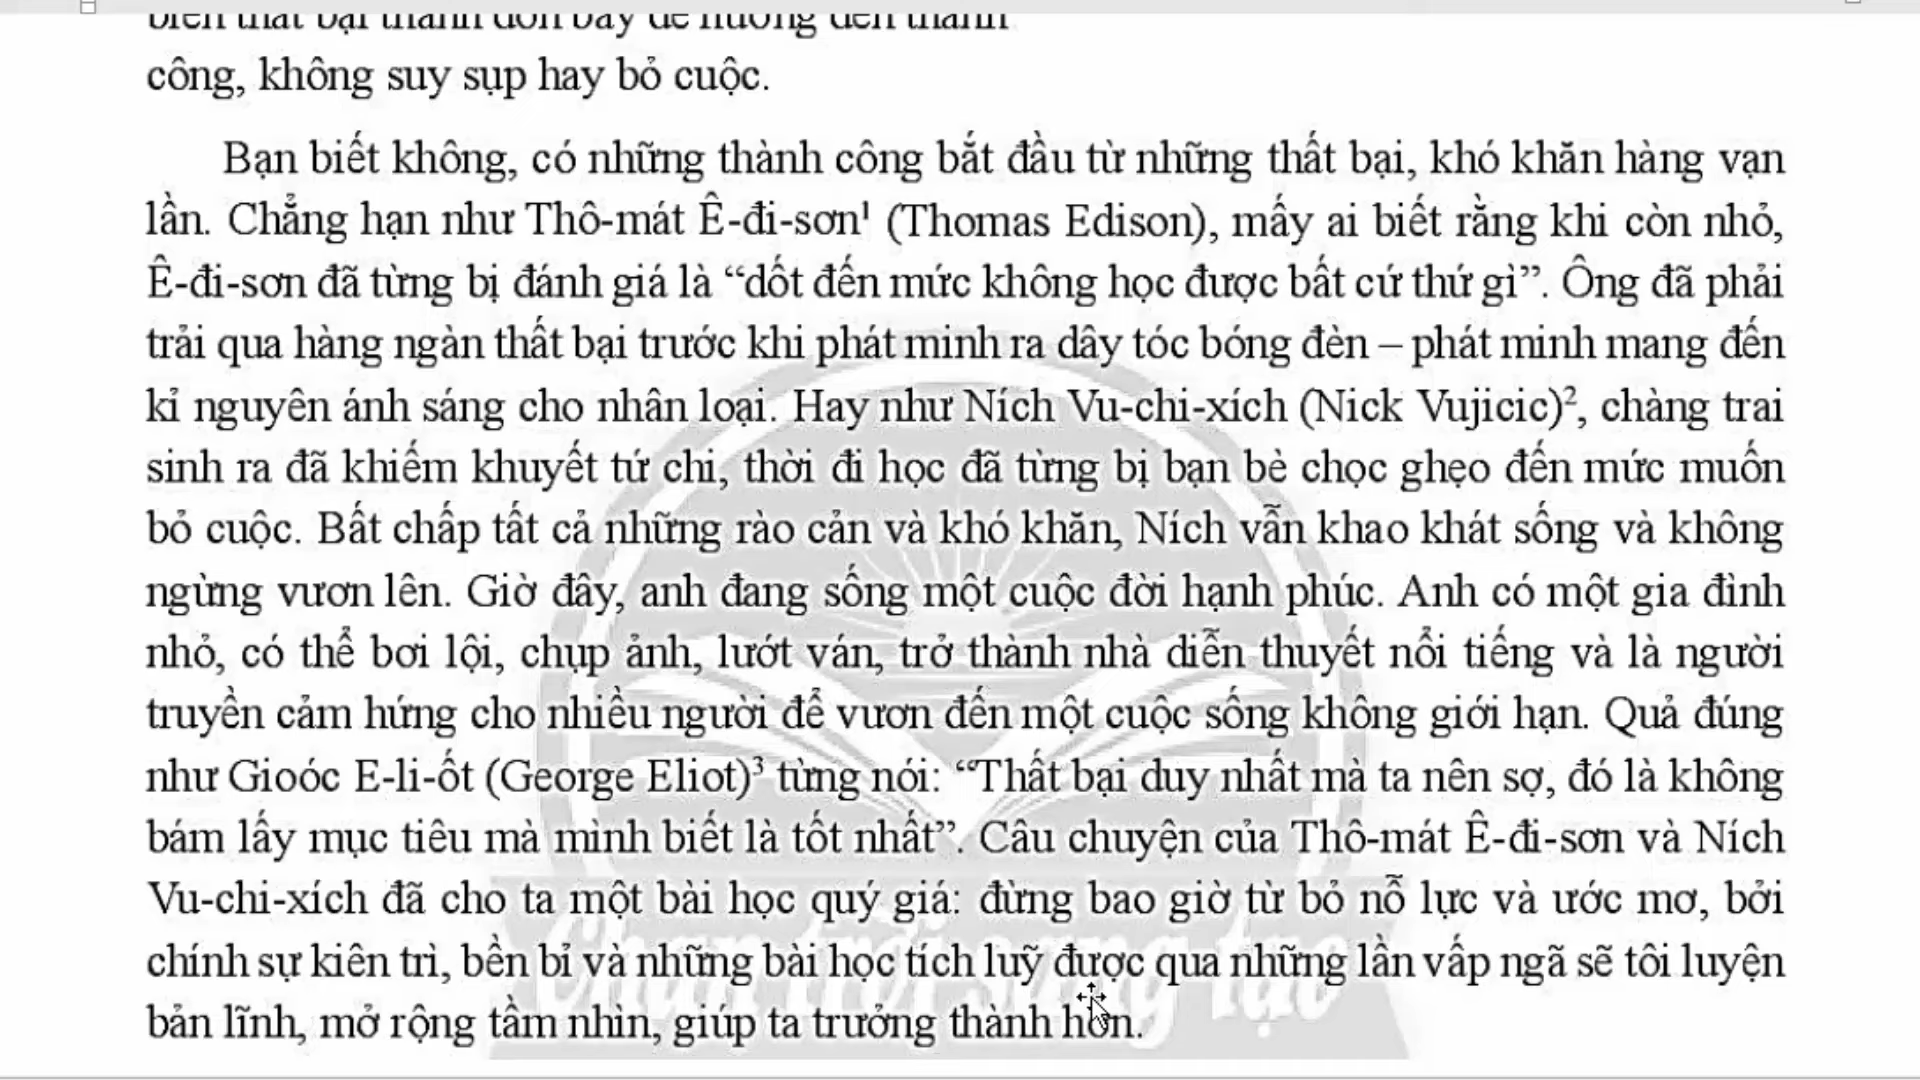 biến thất bại thành đòn bẩy để hướng đến thành
công, không suy sụp hay bỏ cuộc.
Bạn biết không, có những thành công bắt đầu từ những thất bại, khó khăn hàng vạn
lần. Chẳng hạn như Thô-mát Ê-đi-sơn¹ (Thomas Edison), mấy ai biết rằng khi còn nhỏ,
Ê-đi-sơn đã từng bị đánh giá là “dốt đến mức không học được bất cứ thứ gì”. Ông đã phải
trải qua hàng ngàn thất bại trước khi phát minh ra dây tóc bóng đèn – phát minh mang đến
kỉ nguyên ánh sáng cho nhân loại. Hay như Ních Vu-chi-xích (Nick Vujicic)², chàng trai
sinh ra đã khiếm khuyết tứ chi, thời đi học đã từng bị bạn bè chọc ghẹo đến mức muốn
bỏ cuộc. Bất chấp tất cả những rào cản và khó khăn, Ních vẫn khao khát sống và không
ngừng vươn lên. Giờ đây, anh đang sống một cuộc đời hạnh phúc. Anh có một gia đình
nhỏ, có thể bơi lội, chụp ảnh, lướt ván, trở thành nhà diễn thuyết nổi tiếng và là người
truyền cảm hứng cho nhiều người để vươn đến một cuộc sống không giới hạn. Quả đúng
như Gioóc E-li-ốt (George Eliot)³ từng nói: “Thất bại duy nhất mà ta nên sợ, đó là không
bám lấy mục tiêu mà mình biết là tốt nhất”. Câu chuyện của Thô-mát Ê-đi-sơn và Ních
Vu-chi-xích đã cho ta một bài học quý giá: đừng bao giờ từ bỏ nỗ lực và ước mơ, bởi
chính sự kiên trì, bền bỉ và những bài học tích luỹ được qua những lần vấp ngã sẽ tôi luyện
bản lĩnh, mở rộng tầm nhìn, giúp ta trưởng thành hơn.
Chân trời sáng tạo